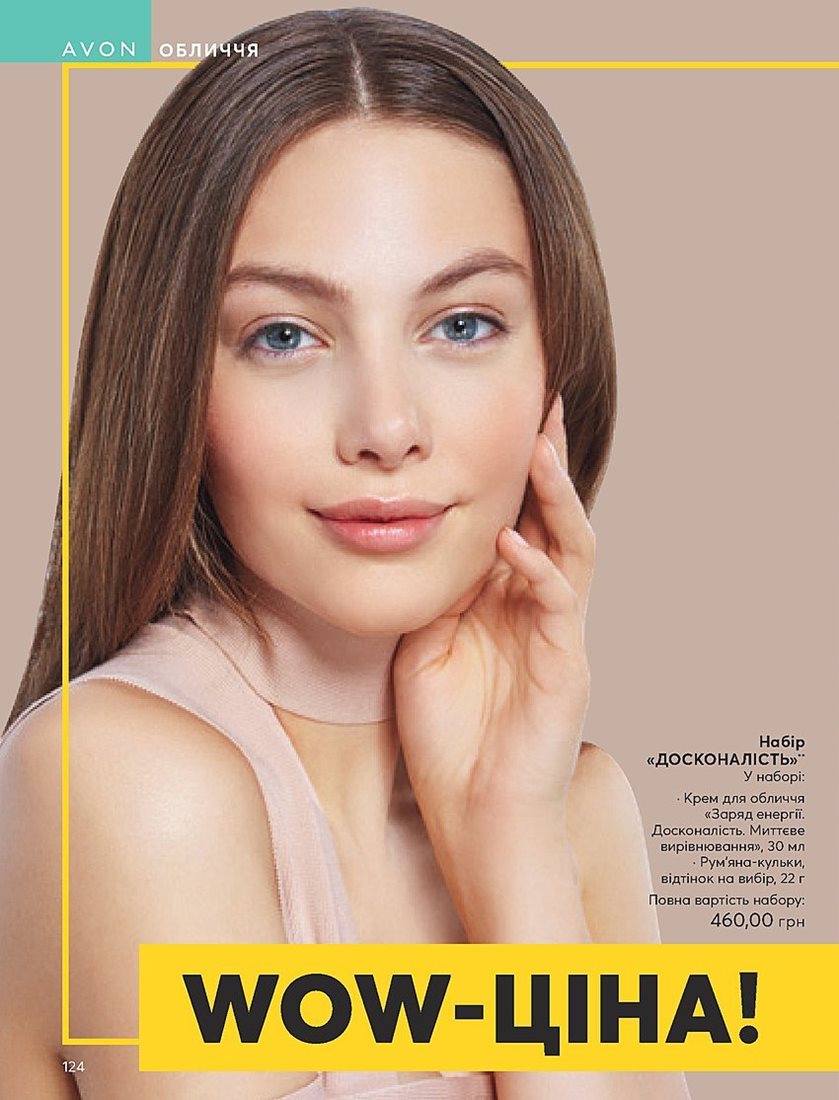 AVON ОБЛИЧЧЯ
Набір
«ДОСКОНАЛІСТЬ»**
У наборі:
· Крем для обличчя
«Заряд енергії.
Досконалість. Миттєве
вирівнювання», 30 мл
· Рум'яна-кульки,
відтінок на вибір, 22 г
Повна вартість набору:
460,00 грн
WOW-ЦІНА!
124